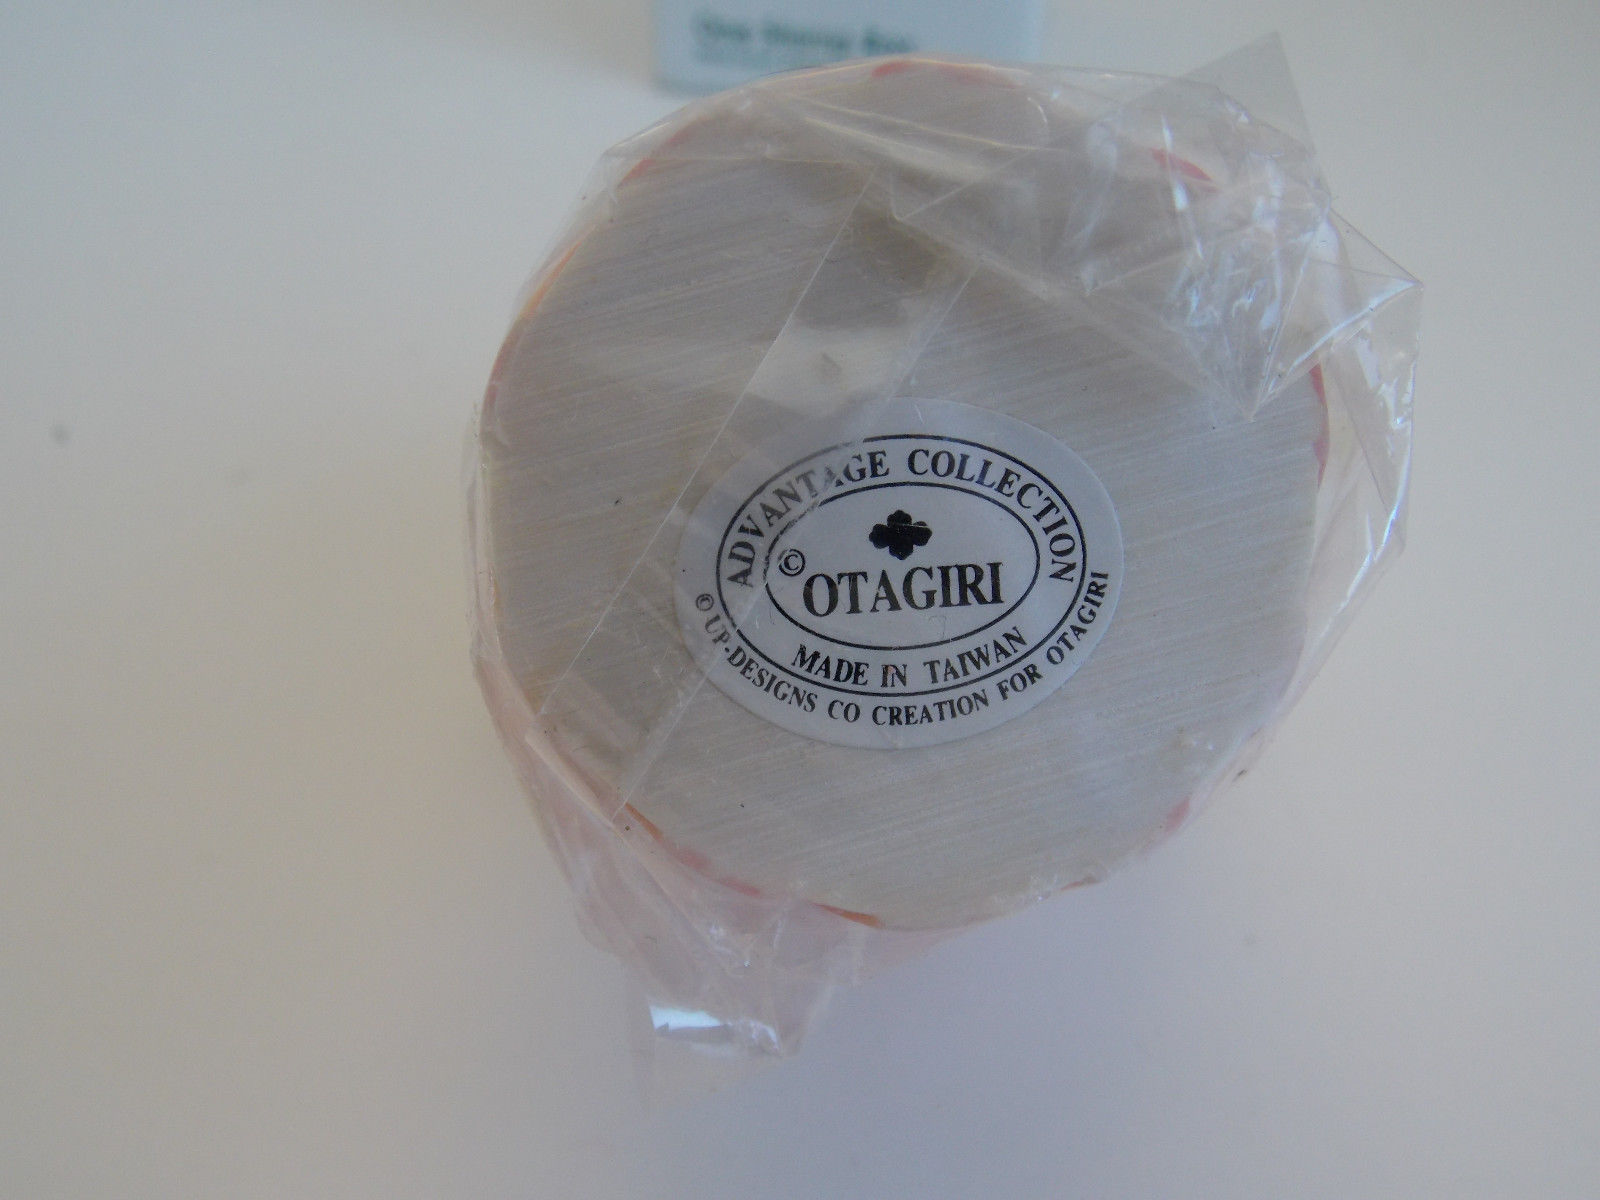 ADVANTAGE COLLECTION
© OTAGIRI
MADE IN TAIWAN
© UP-DESIGNS CO CREATION FOR OTAGIRI